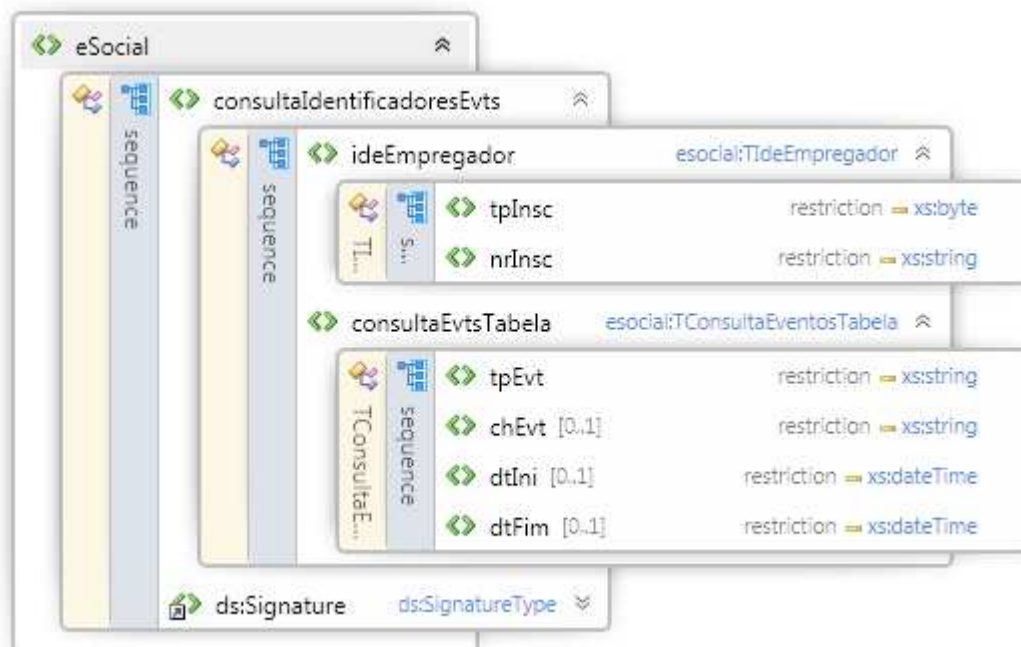 eSocial
sequence
consultaIdentificadoresEvts
sequence
ideEmpregador esocial:TIdeEmpregador
TI...
s...
tpInsc restriction xs:byte
nrInsc restriction xs:string
consultaEvtsTabela esocial:TConsultaEventosTabela
TConsultaE...
sequence
tpEvt restriction xs:string
chEvt [0..1] restriction xs:string
dtIni [0..1] restriction xs:dateTime
dtFim [0..1] restriction xs:dateTime
ds:Signature ds:SignatureType